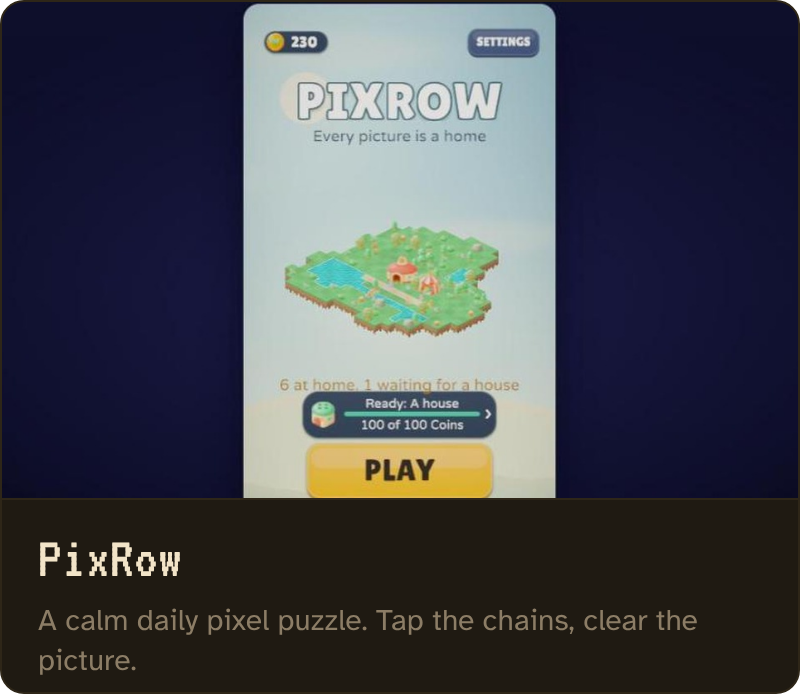 230
SETTINGS
PIXROW
Every picture is a home
6 at home, 1 waiting for a house
Ready: A house
100 of 100 Coins
PLAY
PixRow
A calm daily pixel puzzle. Tap the chains, clear the
picture.